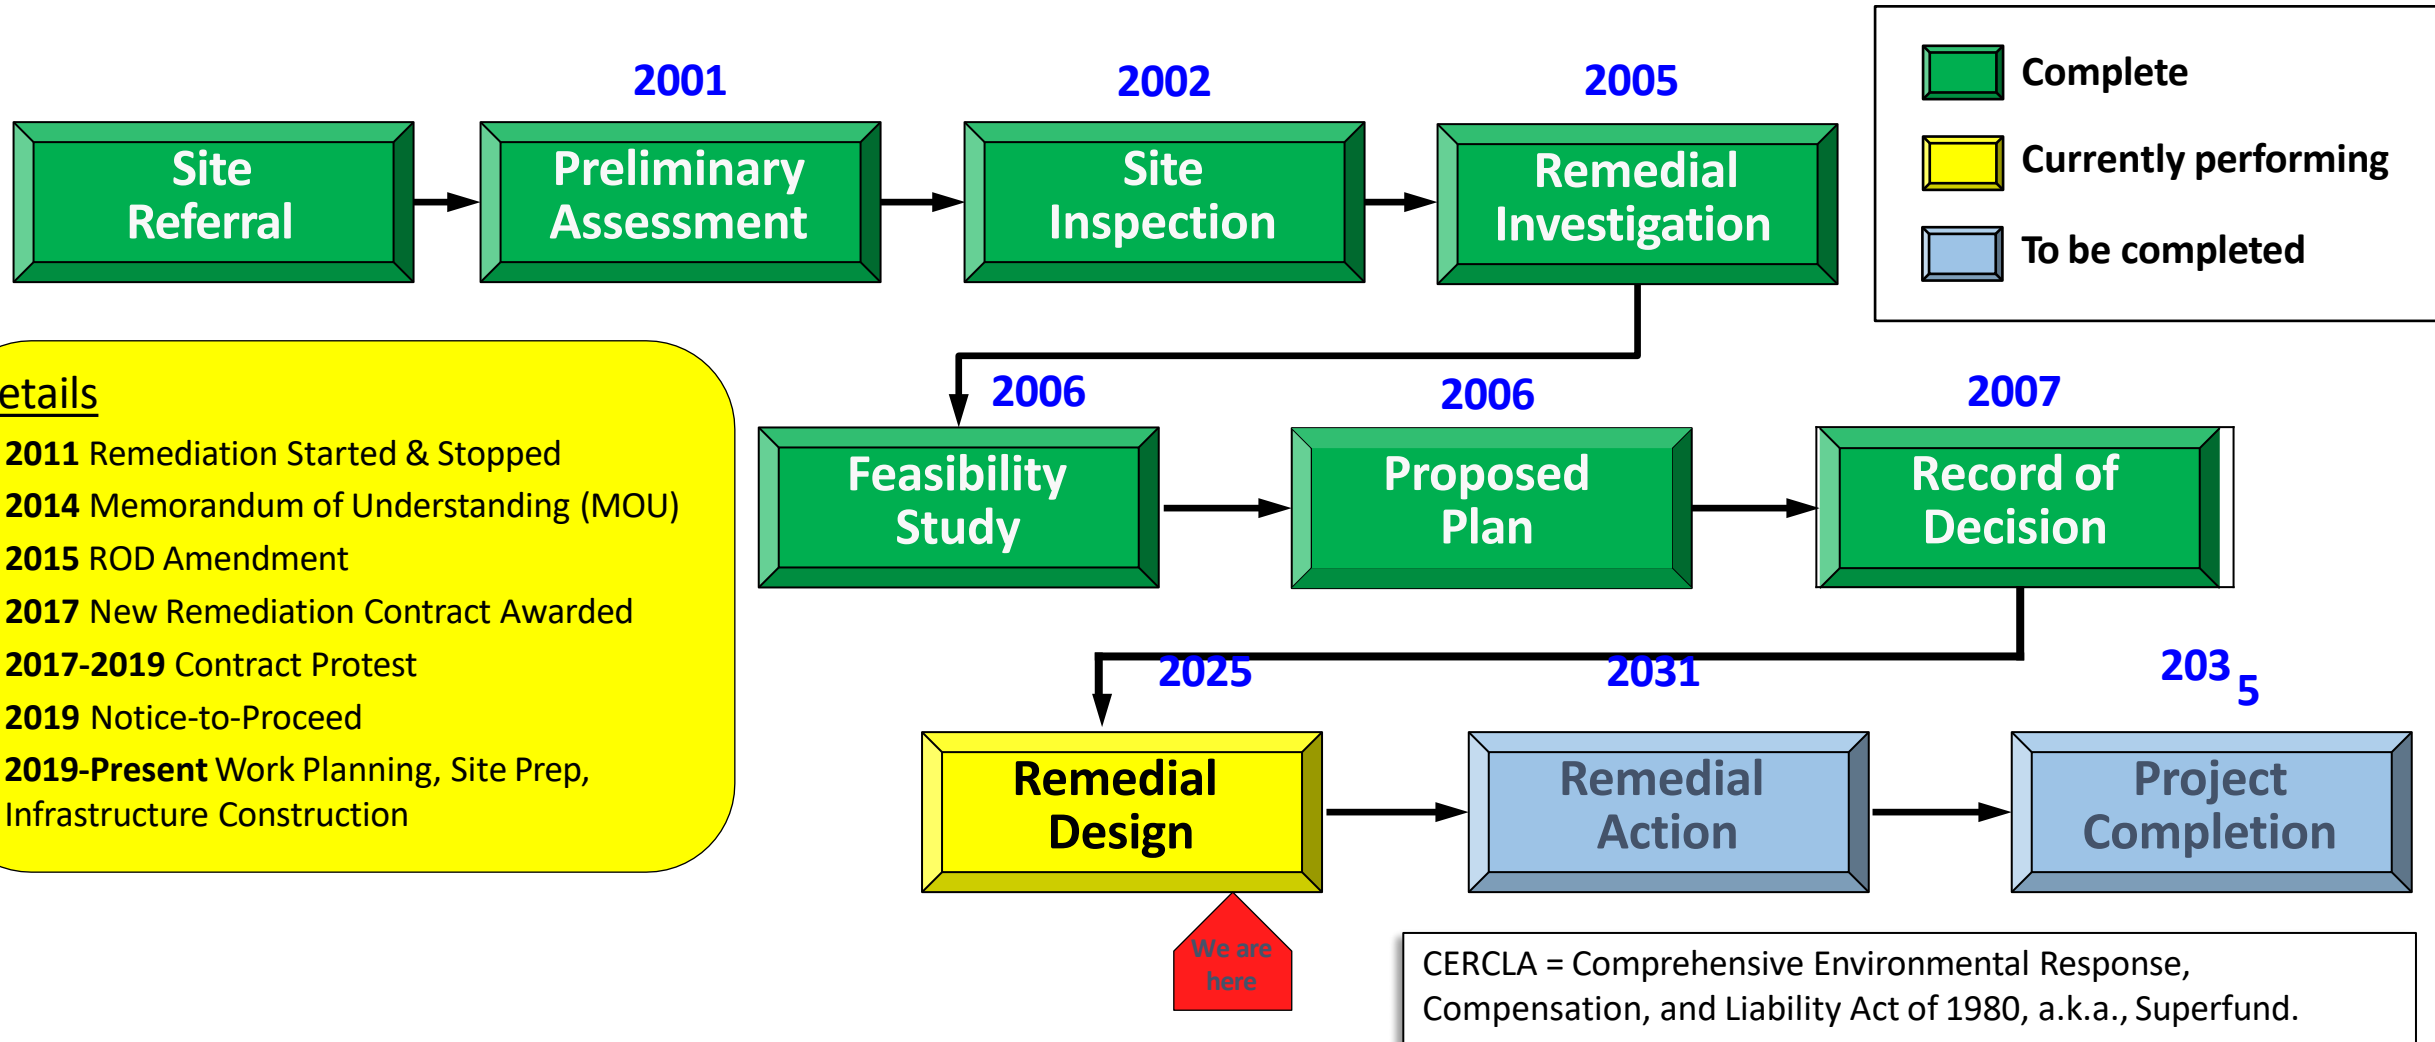 2001
2002
2005
Complete
Currently performing
To be completed
Site
Referral
Preliminary
Assessment
Site
Inspection
Remedial
Investigation
etails
2011 Remediation Started & Stopped
2014 Memorandum of Understanding (MOU)
2015 ROD Amendment
2017 New Remediation Contract Awarded
2017-2019 Contract Protest
2019 Notice-to-Proceed
2019-Present Work Planning, Site Prep,
Infrastructure Construction
2006
2006
2007
Feasibility
Study
Proposed
Plan
Record of
Decision
2025
2031
2035
Remedial
Design
Remedial
Action
Project
Completion
We are
here
CERCLA = Comprehensive Environmental Response,
Compensation, and Liability Act of 1980, a.k.a., Superfund.